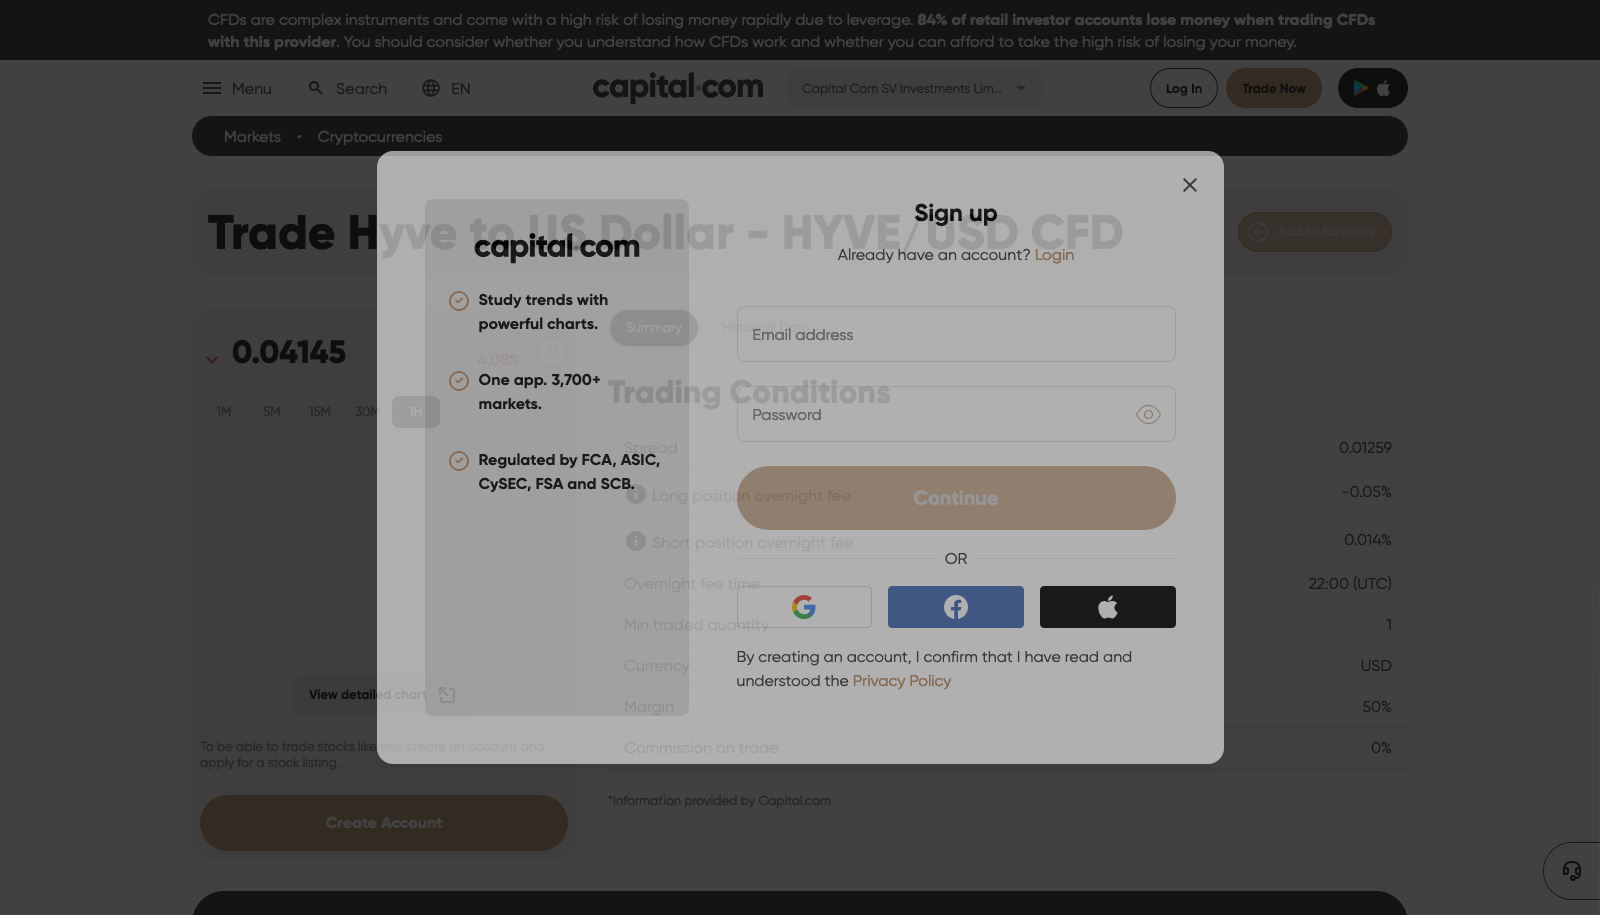 CFDs are complex instruments and come with a high risk of losing money rapidly due to leverage. 84% of retail investor accounts lose money when trading CFDs
with this provider. You should consider whether you understand how CFDs work and whether you can afford to take the high risk of losing your money.
Menu
Search
EN
capital.com
Capital Com SV Investments Lim...
Log In
Trade Now
Markets • Cryptocurrencies
Trade Hyve to US Dollar - HYVE/USD CFD
Add to favourite
0.04145
4.08%
1M 5M 15M 30M 1H
View detailed chart
To be able to trade stocks like this, create an account and
apply for a stock listing.
Create Account
Summary
Historical Data
Trading Conditions
Spread 0.01259
Long position overnight fee -0.05%
Short position overnight fee 0.014%
Overnight fee time 22:00 (UTC)
Min traded quantity 1
Currency USD
Margin 50%
Commission on trade 0%
*Information provided by Capital.com
capital.com
Study trends with
powerful charts.
One app. 3,700+
markets.
Regulated by FCA, ASIC,
CySEC, FSA and SCB.
Sign up
Already have an account? Login
Email address
Password
Continue
OR
By creating an account, I confirm that I have read and
understood the Privacy Policy